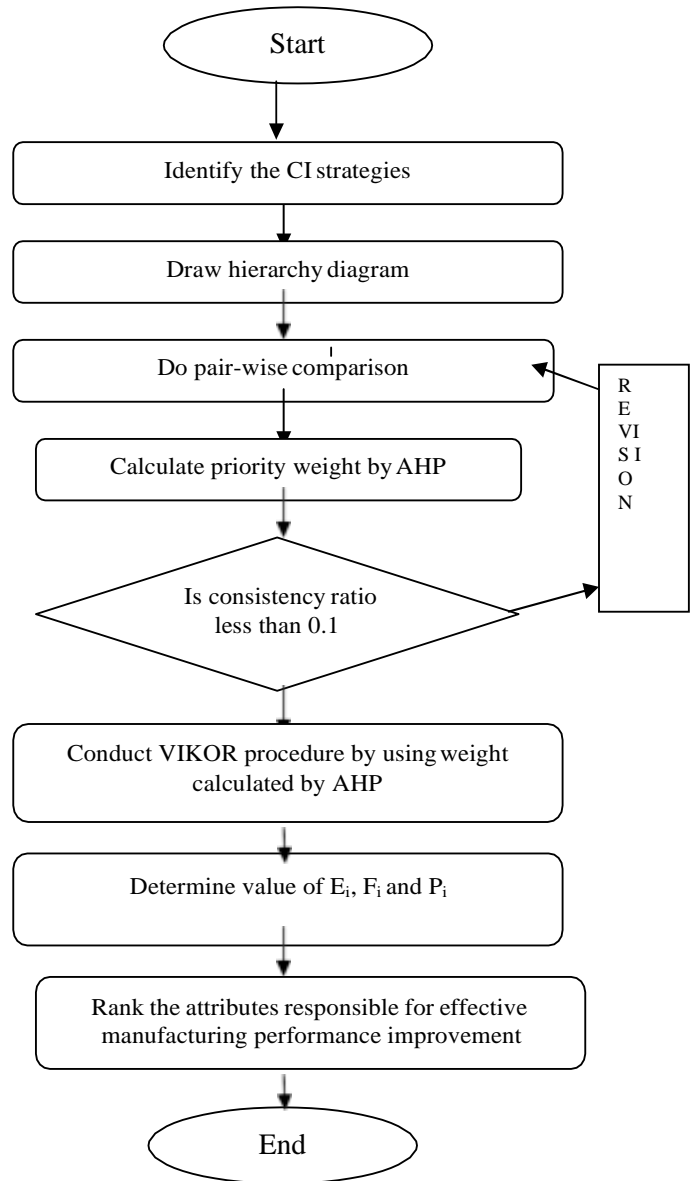 Start
Identify the CI strategies
Draw hierarchy diagram
Do pair-wise comparison
Calculate priority weight by AHP
Is consistency ratio
less than 0.1
R
E
VI
S I
O
N
Conduct VIKOR procedure by using weight
calculated by AHP
Determine value of Eᵢ, Fᵢ and Pᵢ
Rank the attributes responsible for effective
manufacturing performance improvement
End